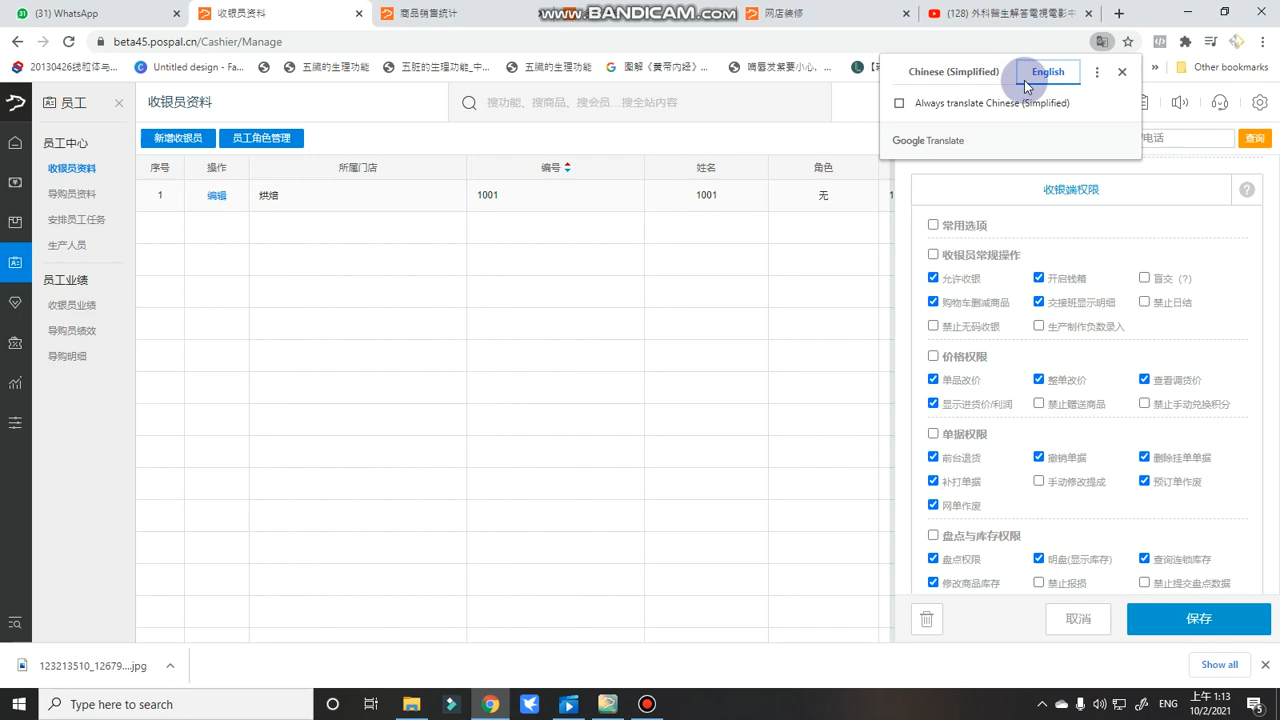 (31) WhatsApp
收银员资料
商品销售统计
www.BANDICAM.com
网店装修
(128) 外科醫生解答電視電影中
beta45.pospal.cn/Cashier/Manage
20130426线粒体与...
Untitled design - Fa...
五臟的生理功能
五脏的生理功能_中...
五臟的生理功能
图解《黄帝内经》...
嘴唇发紫要小心，...
Other bookmarks
Chinese (Simplified)
English
Always translate Chinese (Simplified)
Google Translate
员工
收银员资料
搜功能、搜商品、搜会员...搜全站内容
员工中心
收银员资料
导购员资料
安排员工任务
生产人员
员工业绩
收银员业绩
导购员绩效
导购明细
新增收银员
员工角色管理
/电话
查询
序号 操作 所属门店 编号 姓名 角色
1 编辑 烘焙 1001 1001 无 1
收银端权限
?
常用选项
收银员常规操作
允许收银 开启钱箱 盲交（?）
购物车删减商品 交接班显示明细 禁止日结
禁止无码收银 生产制作负数录入
价格权限
单品改价 整单改价 查看调货价
显示进货价/利润 禁止赠送商品 禁止手动兑换积分
单据权限
前台退货 撤销单据 删除挂单单据
补打单据 手动修改提成 预订单作废
网单作废
盘点与库存权限
盘点权限 明盘(显示库存) 查询连锁库存
修改商品库存 禁止报损 禁止提交盘点数据
取消
保存
123213510_12679....jpg
Show all
Type here to search
ENG
上午 1:13
10/2/2021
5